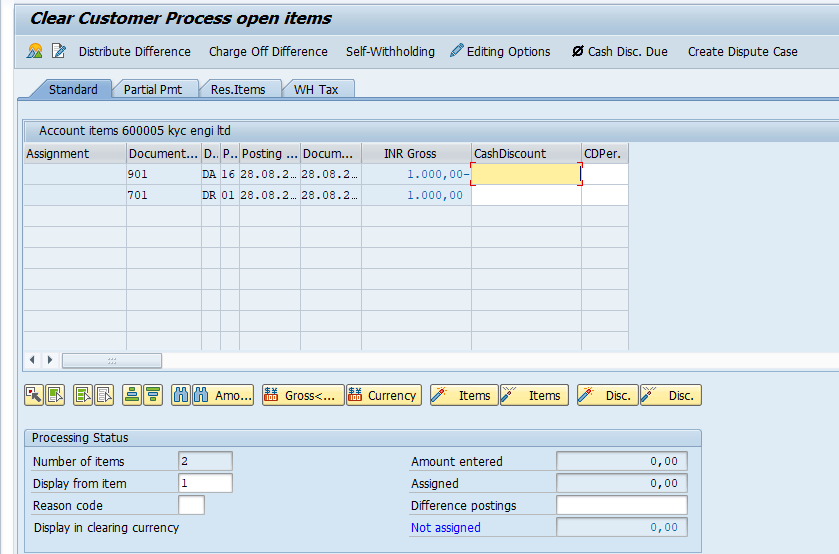 Clear Customer Process open items
Distribute Difference Charge Off Difference Self-Withholding Editing Options Cash Disc. Due Create Dispute Case
Standard Partial Pmt Res.Items WH Tax
Account items 600005 kyc engi ltd
Assignment Document... D.. P.. Posting ... Docum... INR Gross CashDiscount CDPer.
901 DA 16 28.08.2... 28.08.2... 1.000,00-
701 DR 01 28.08.2... 28.08.2... 1.000,00
Amo... Gross<... Currency Items Items Disc. Disc.
Processing Status
Number of items 2 Amount entered 0,00
Display from item 1 Assigned 0,00
Reason code Difference postings
Display in clearing currency Not assigned 0,00